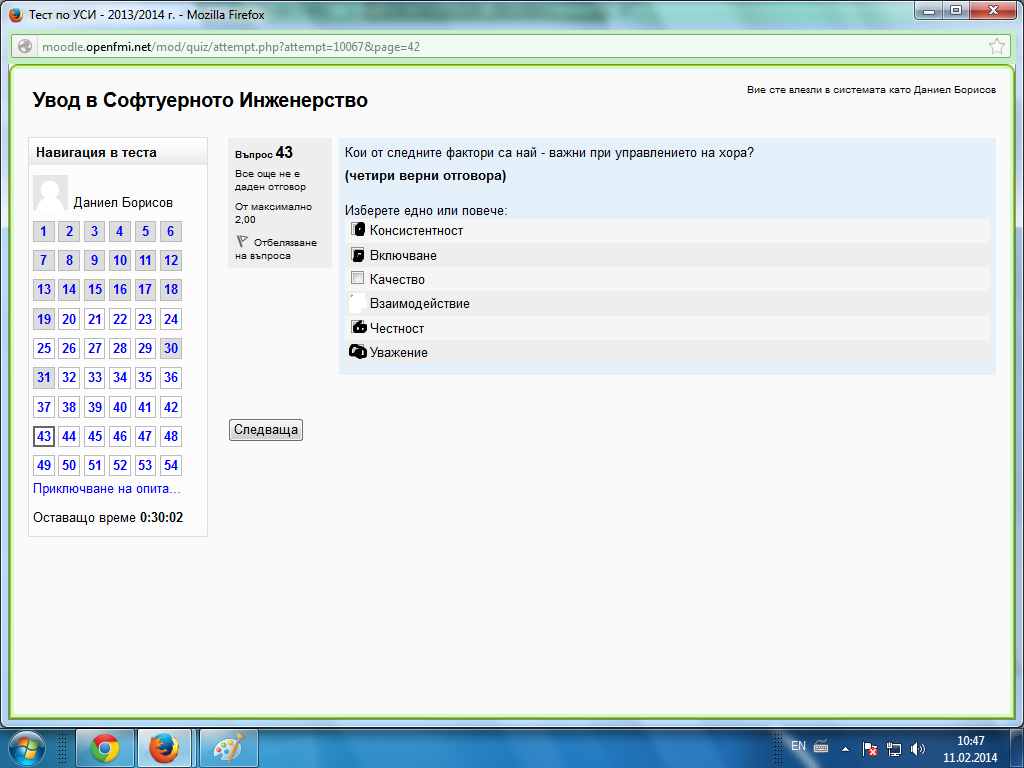 Тест по УСИ - 2013/2014 г. - Mozilla Firefox
moodle.openfmi.net/mod/quiz/attempt.php?attempt=10067&page=42
Увод в Софтуерното Инженерство
Вие сте влезли в системата като Даниел Борисов
Навигация в теста
Даниел Борисов
1 2 3 4 5 6
7 8 9 10 11 12
13 14 15 16 17 18
19 20 21 22 23 24
25 26 27 28 29 30
31 32 33 34 35 36
37 38 39 40 41 42
43 44 45 46 47 48
49 50 51 52 53 54
Приключване на опита...
Оставащо време 0:30:02
Въпрос 43
Все още не е
даден отговор
От максимално
2,00
Отбелязване
на въпроса
Кои от следните фактори са най - важни при управлението на хора?
(четири верни отговора)
Изберете едно или повече:
Консистентност
Включване
Качество
Взаимодействие
Честност
Уважение
Следваща
EN
10:47
11.02.2014